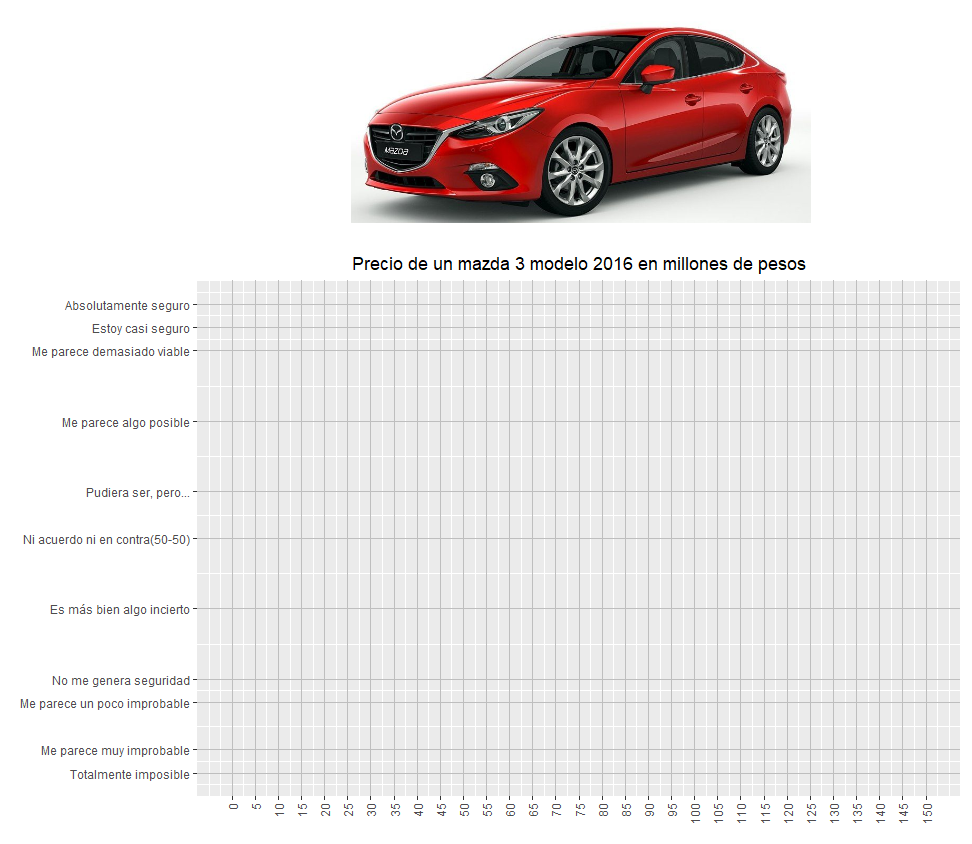 mazda
Precio de un mazda 3 modelo 2016 en millones de pesos
Absolutamente seguro
Estoy casi seguro
Me parece demasiado viable
Me parece algo posible
Pudiera ser, pero...
Ni acuerdo ni en contra(50-50)
Es más bien algo incierto
No me genera seguridad
Me parece un poco improbable
Me parece muy improbable
Totalmente imposible
0 5 10 15 20 25 30 35 40 45 50 55 60 65 70 75 80 85 90 95 100 105 110 115 120 125 130 135 140 145 150